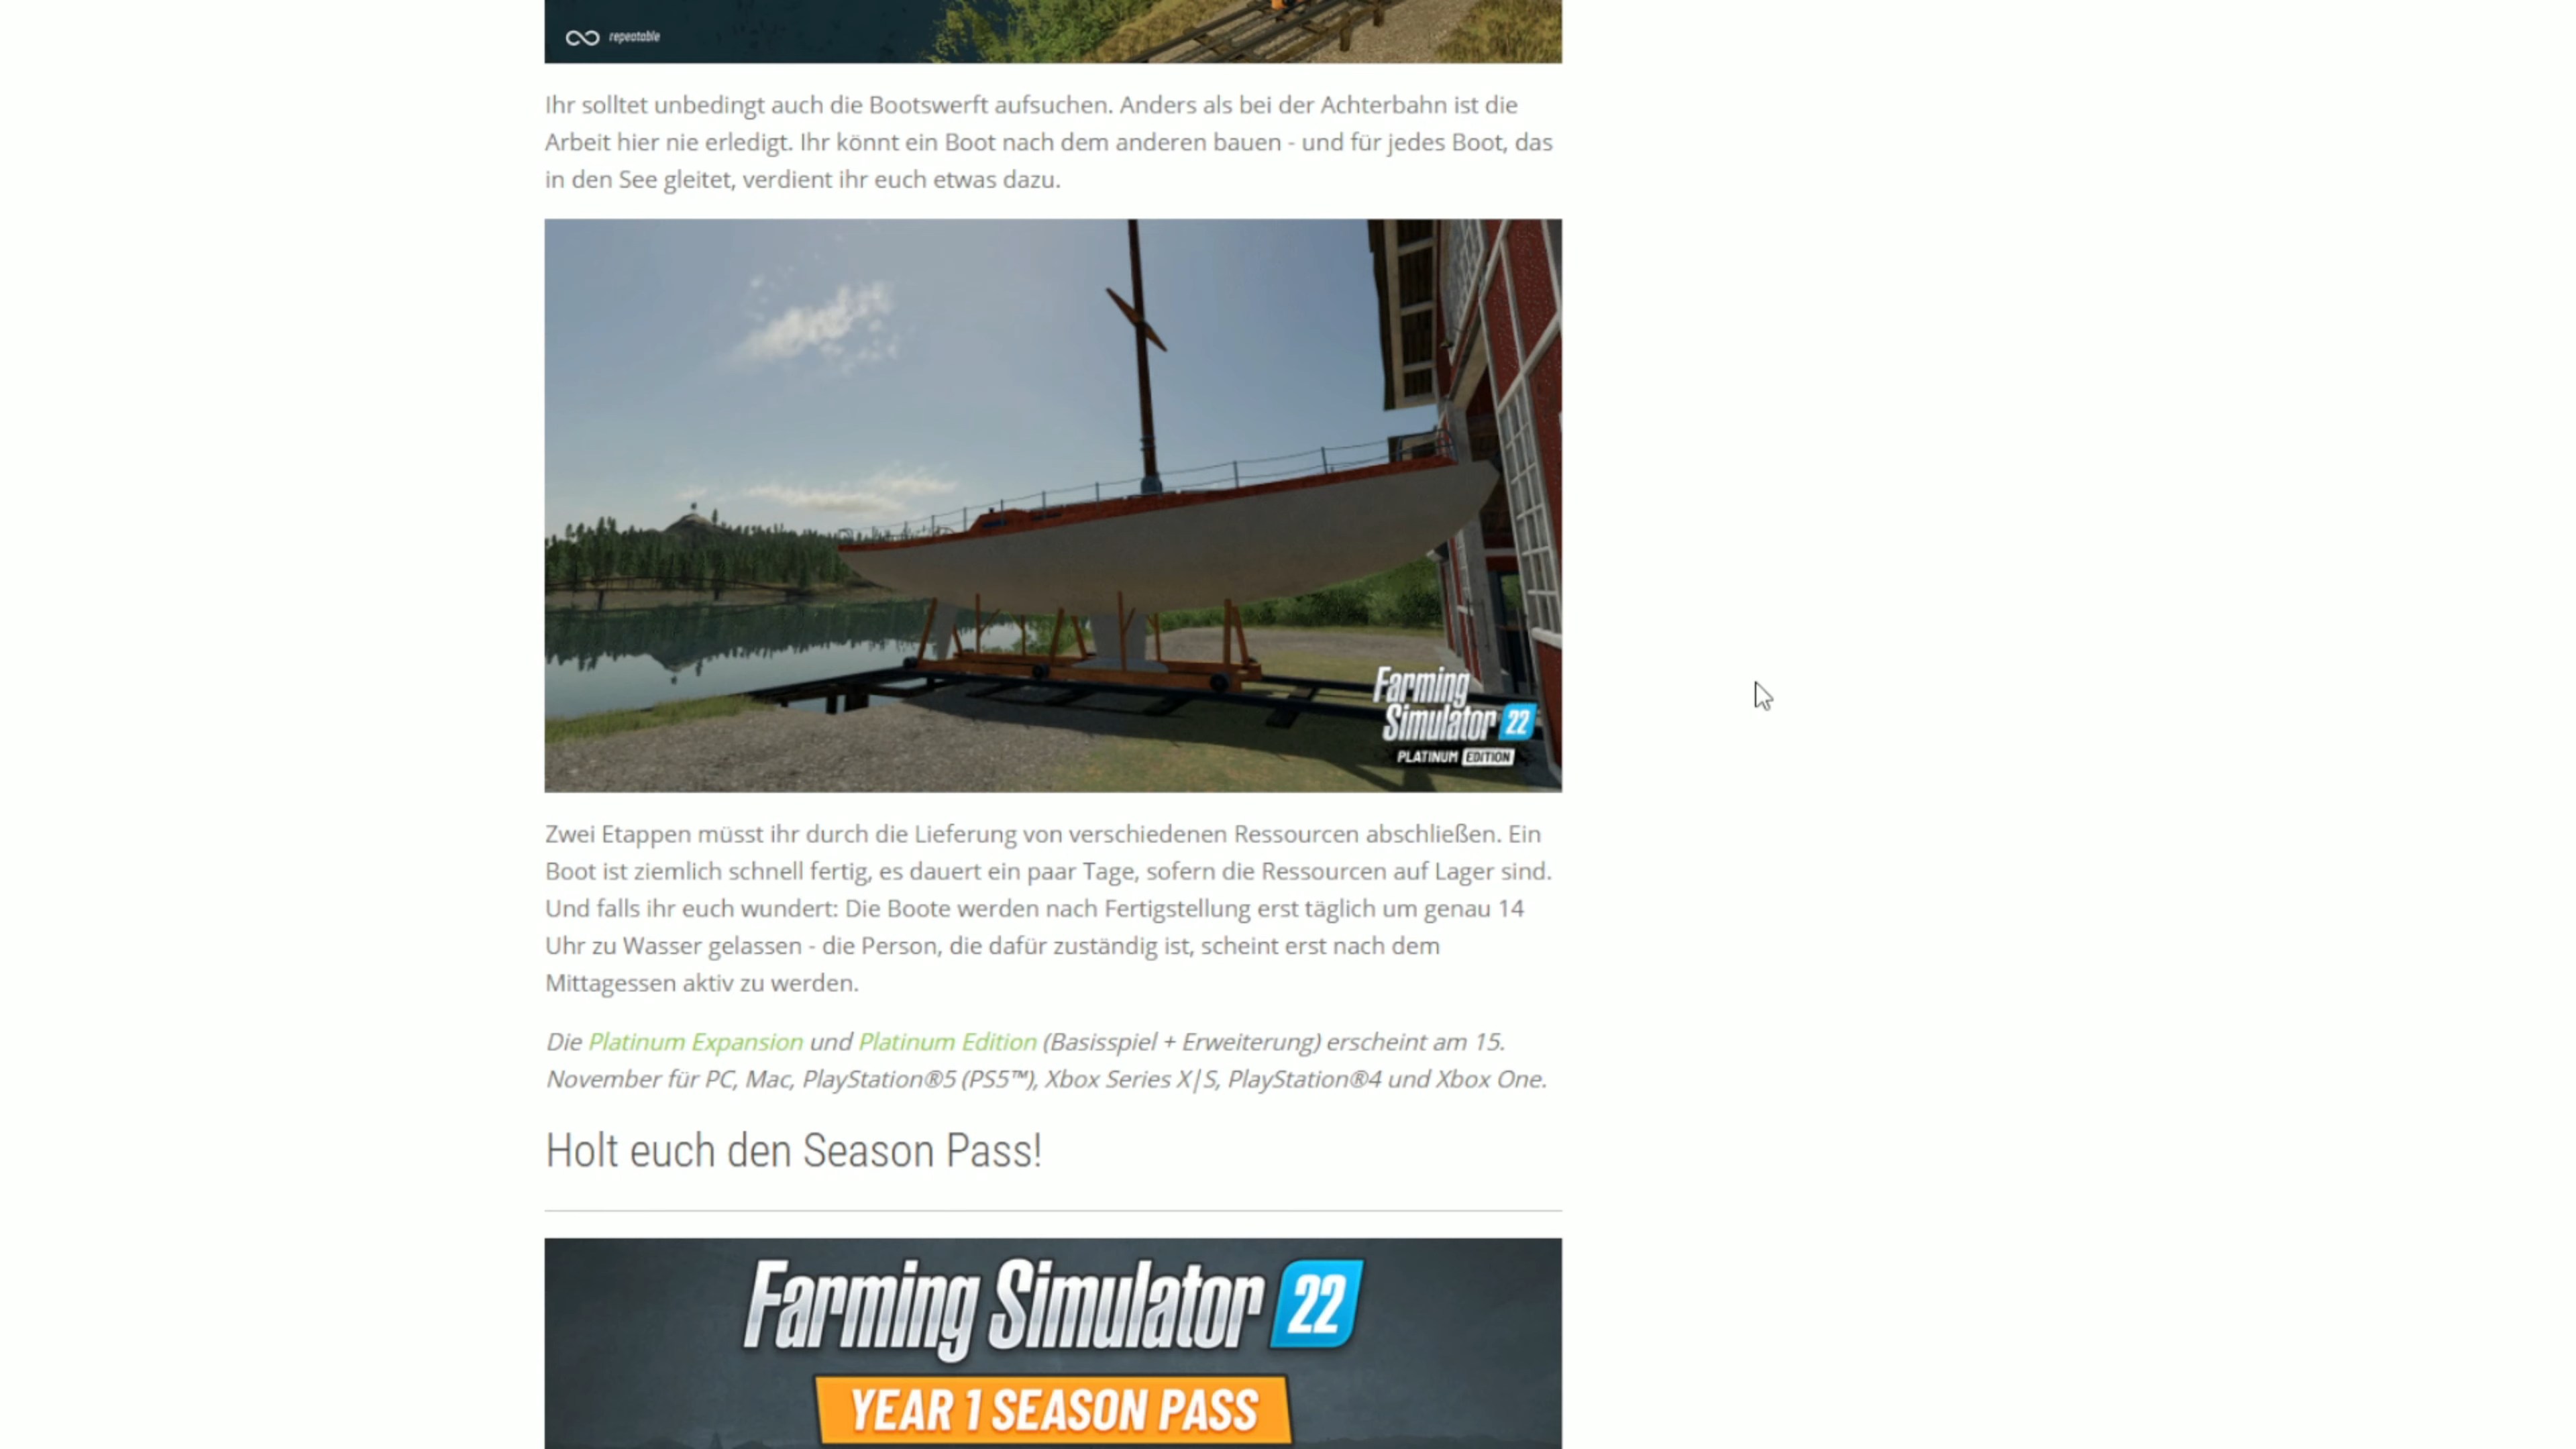 repeatable
Ihr solltet unbedingt auch die Bootswerft aufsuchen. Anders als bei der Achterbahn ist die
Arbeit hier nie erledigt. Ihr könnt ein Boot nach dem anderen bauen - und für jedes Boot, das
in den See gleitet, verdient ihr euch etwas dazu.
Farming
Simulator 22
PLATINUM EDITION
Zwei Etappen müsst ihr durch die Lieferung von verschiedenen Ressourcen abschließen. Ein
Boot ist ziemlich schnell fertig, es dauert ein paar Tage, sofern die Ressourcen auf Lager sind.
Und falls ihr euch wundert: Die Boote werden nach Fertigstellung erst täglich um genau 14
Uhr zu Wasser gelassen - die Person, die dafür zuständig ist, scheint erst nach dem
Mittagessen aktiv zu werden.
Die Platinum Expansion und Platinum Edition (Basisspiel + Erweiterung) erscheint am 15.
November für PC, Mac, PlayStation®5 (PS5™), Xbox Series X|S, PlayStation®4 und Xbox One.
Holt euch den Season Pass!
Farming Simulator 22
YEAR 1 SEASON PASS